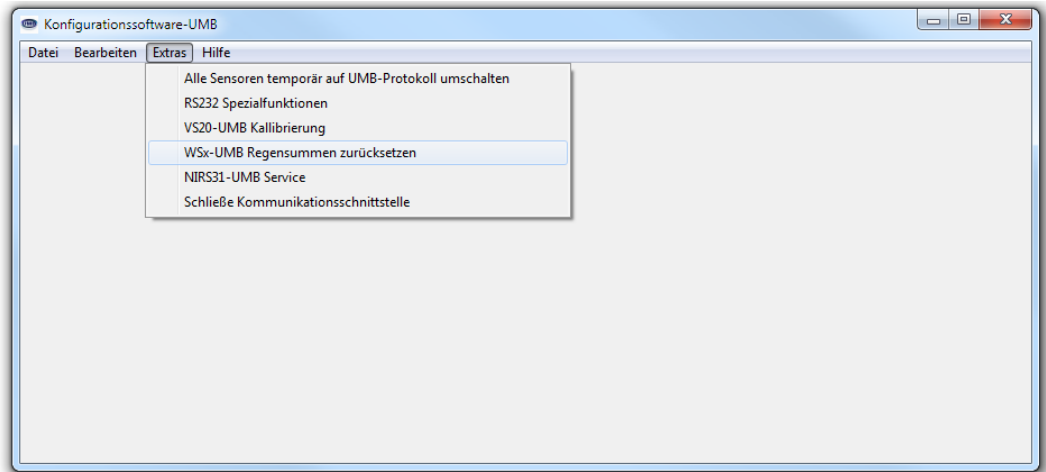 Konfigurationssoftware-UMB
Datei Bearbeiten Extras Hilfe
Alle Sensoren temporär auf UMB-Protokoll umschalten
RS232 Spezialfunktionen
VS20-UMB Kallibrierung
WSx-UMB Regensummen zurücksetzen
NIRS31-UMB Service
Schließe Kommunikationsschnittstelle